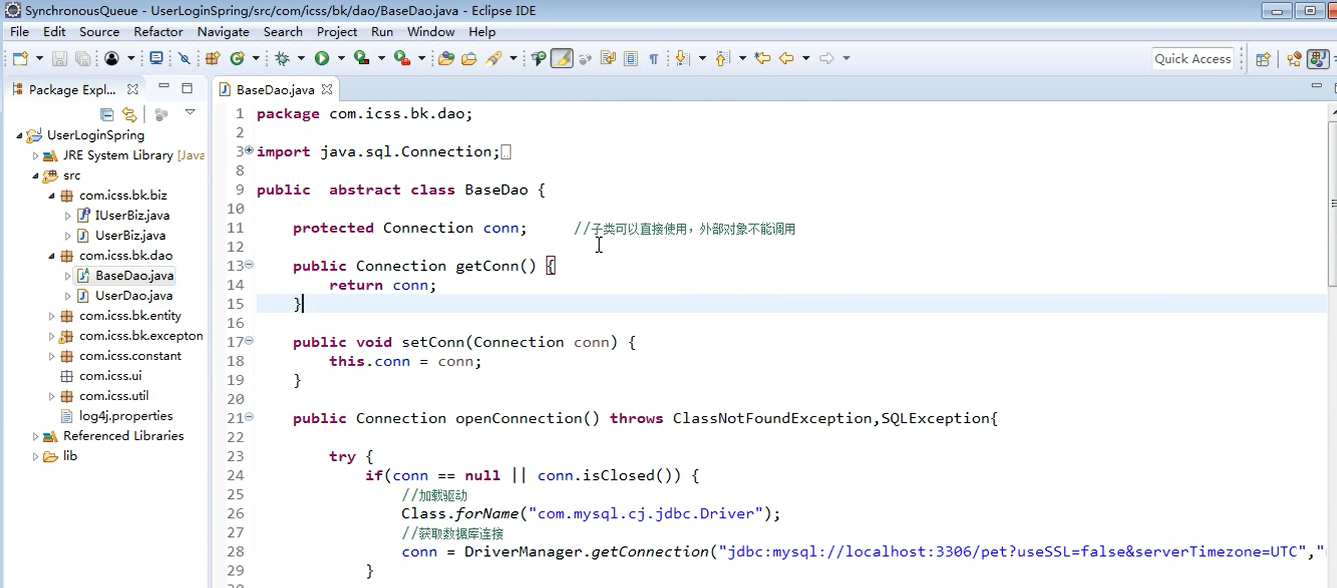 SynchronousQueue - UserLoginSpring/src/com/icss/bk/dao/BaseDao.java - Eclipse IDE
File Edit Source Refactor Navigate Search Project Run Window Help
Quick Access
Package Expl...
BaseDao.java
UserLoginSpring
JRE System Library [Java
src
com.icss.bk.biz
IUserBiz.java
UserBiz.java
com.icss.bk.dao
BaseDao.java
UserDao.java
com.icss.bk.entity
com.icss.bk.excepton
com.icss.constant
com.icss.ui
com.icss.util
log4j.properties
Referenced Libraries
lib
1 package com.icss.bk.dao;
2
3 import java.sql.Connection;
8
9 public  abstract class BaseDao {
10
11 protected Connection conn;     //子类可以直接使用，外部对象不能调用
12
13 public Connection getConn() {
14 return conn;
15 }
16
17 public void setConn(Connection conn) {
18 this.conn = conn;
19 }
20
21 public Connection openConnection() throws ClassNotFoundException,SQLException{
22
23 try {
24 if(conn == null || conn.isClosed()) {
25 //加载驱动
26 Class.forName("com.mysql.cj.jdbc.Driver");
27 //获取数据库连接
28 conn = DriverManager.getConnection("jdbc:mysql://localhost:3306/pet?useSSL=false&serverTimezone=UTC","
29 }